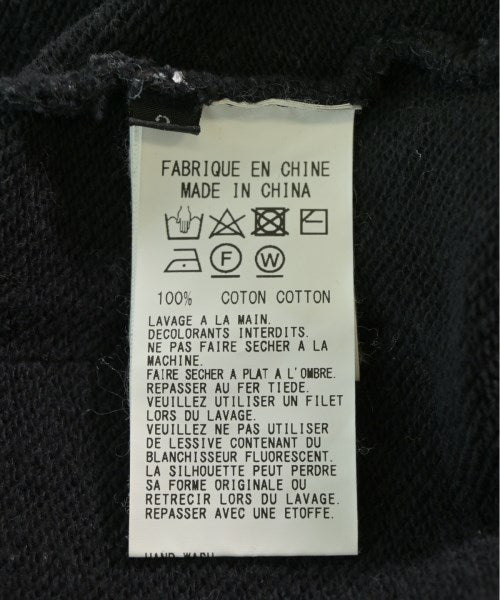 2
FABRIQUE EN CHINE
MADE IN CHINA
F
W
100% COTON COTTON
LAVAGE A LA MAIN.
DECOLORANTS INTERDITS.
NE PAS FAIRE SECHER A LA
MACHINE.
FAIRE SECHER A PLAT A L'OMBRE.
REPASSER AU FER TIEDE.
VEUILLEZ UTILISER UN FILET
LORS DU LAVAGE.
VEUILLEZ NE PAS UTILISER
DE LESSIVE CONTENANT DU
BLANCHISSEUR FLUORESCENT.
LA SILHOUETTE PEUT PERDRE
SA FORME ORIGINALE OU
RETRECIR LORS DU LAVAGE.
REPASSER AVEC UNE ETOFFE.
HAND WASH